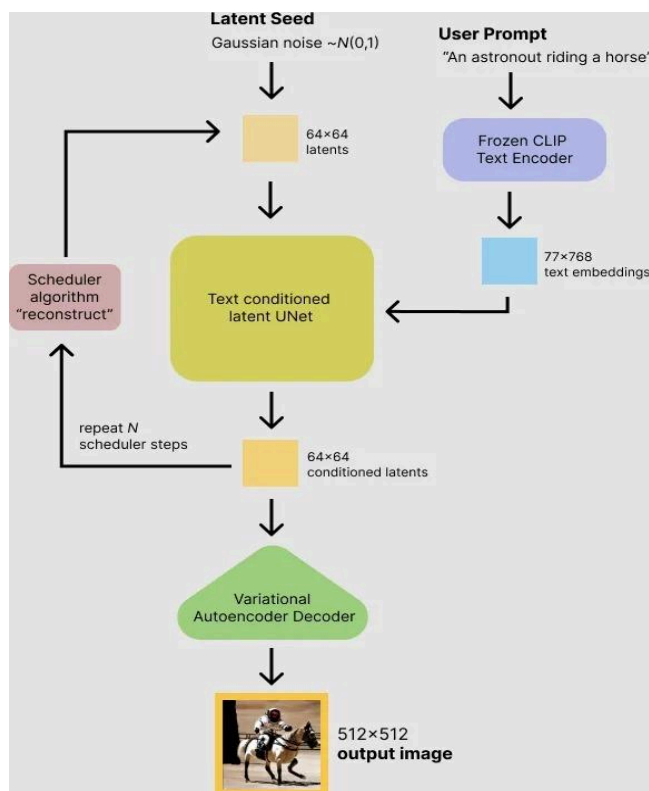 Latent Seed
Gaussian noise ~N(0,1)
User Prompt
“An astronout riding a horse”
64×64
latents
Frozen CLIP
Text Encoder
77×768
text embeddings
Scheduler
algorithm
“reconstruct”
Text conditioned
latent UNet
repeat N
scheduler steps
64×64
conditioned latents
Variational
Autoencoder Decoder
512×512
output image